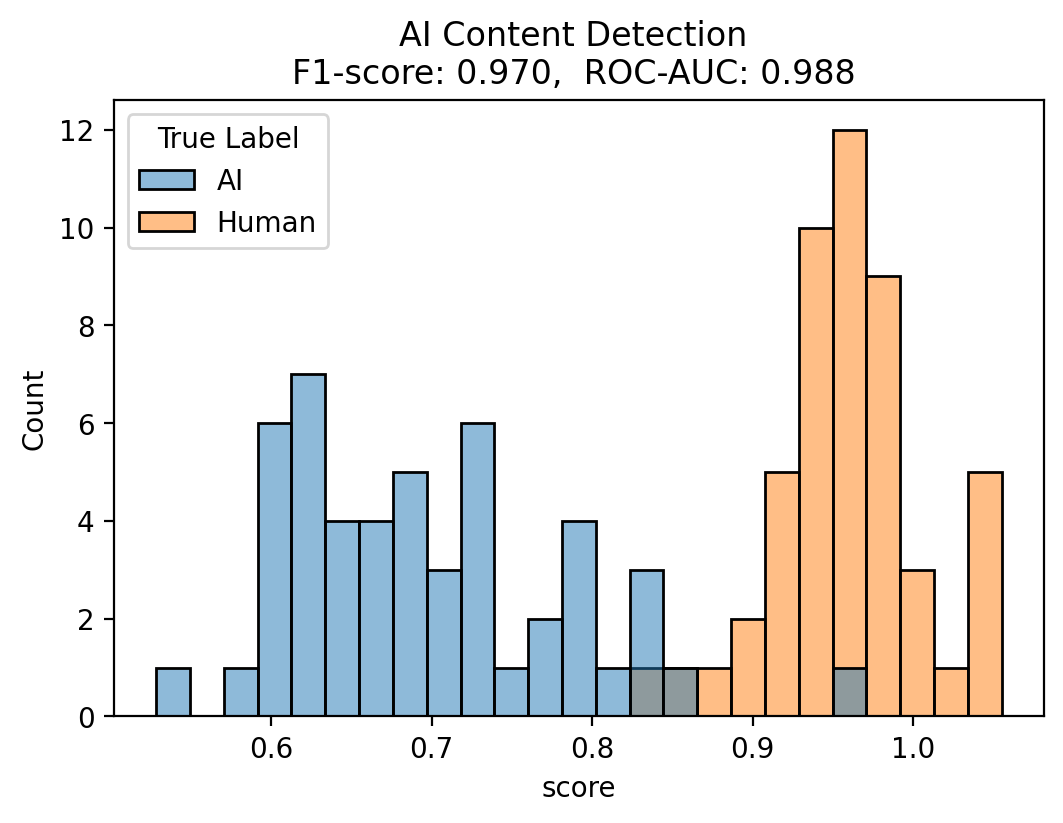 AI Content Detection
F1-score: 0.970,  ROC-AUC: 0.988
True Label
AI
Human
12
10
8
6
4
2
0
Count
0.6 0.7 0.8 0.9 1.0
score